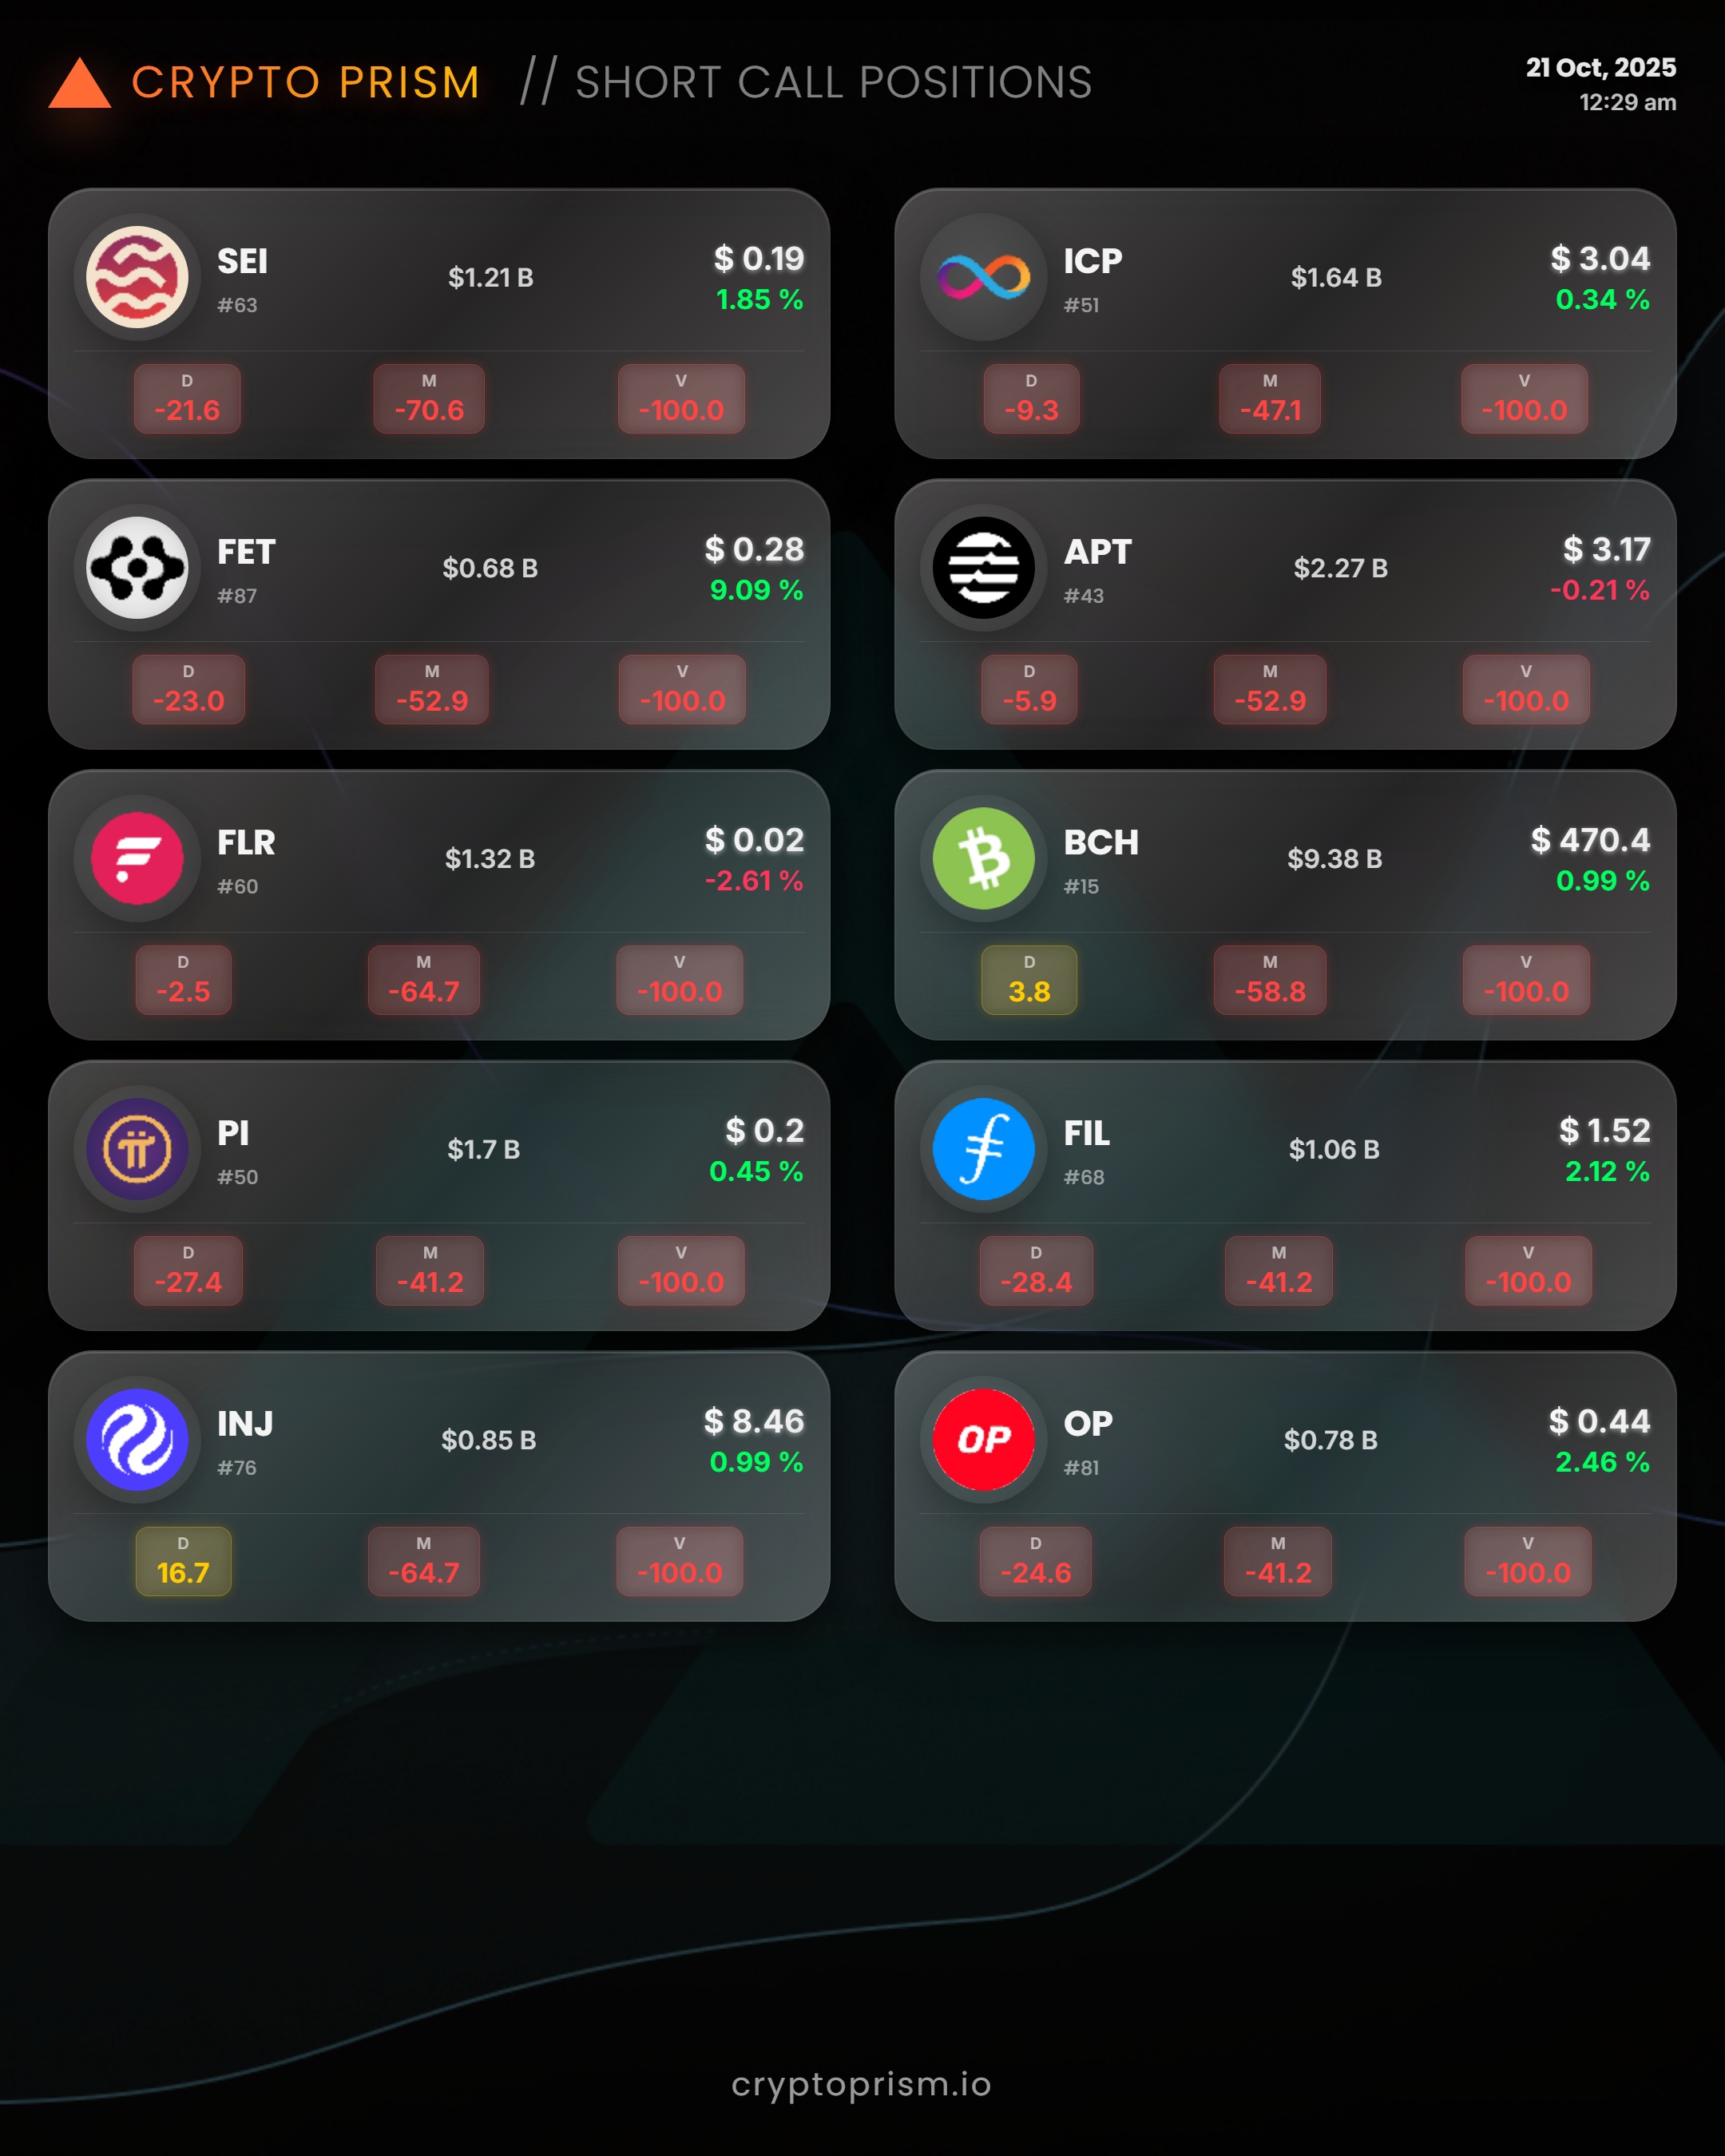 CRYPTO PRISM // SHORT CALL POSITIONS
21 Oct, 2025
12:29 am
SEI
#63
$1.21 B
$ 0.19
1.85 %
D
-21.6
M
-70.6
V
-100.0
ICP
#51
$1.64 B
$ 3.04
0.34 %
D
-9.3
M
-47.1
V
-100.0
FET
#87
$0.68 B
$ 0.28
9.09 %
D
-23.0
M
-52.9
V
-100.0
APT
#43
$2.27 B
$ 3.17
-0.21 %
D
-5.9
M
-52.9
V
-100.0
FLR
#60
$1.32 B
$ 0.02
-2.61 %
D
-2.5
M
-64.7
V
-100.0
BCH
#15
$9.38 B
$ 470.4
0.99 %
D
3.8
M
-58.8
V
-100.0
PI
#50
$1.7 B
$ 0.2
0.45 %
D
-27.4
M
-41.2
V
-100.0
FIL
#68
$1.06 B
$ 1.52
2.12 %
D
-28.4
M
-41.2
V
-100.0
INJ
#76
$0.85 B
$ 8.46
0.99 %
D
16.7
M
-64.7
V
-100.0
OP
OP
#81
$0.78 B
$ 0.44
2.46 %
D
-24.6
M
-41.2
V
-100.0
cryptoprism.io